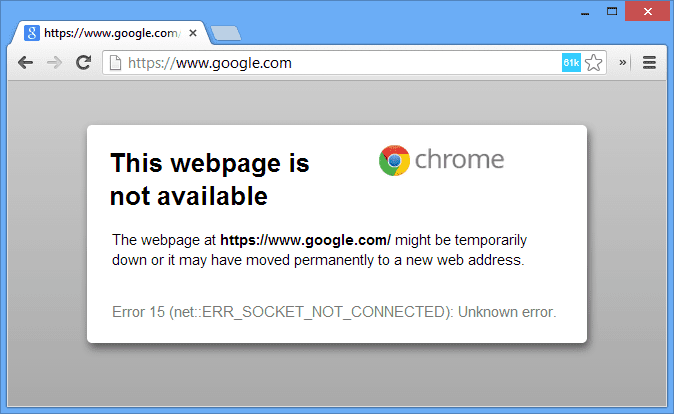 https://www.google.com/
https://www.google.com
61k
»
This webpage is
not available
chrome
The webpage at https://www.google.com/ might be temporarily
down or it may have moved permanently to a new web address.
Error 15 (net::ERR_SOCKET_NOT_CONNECTED): Unknown error.